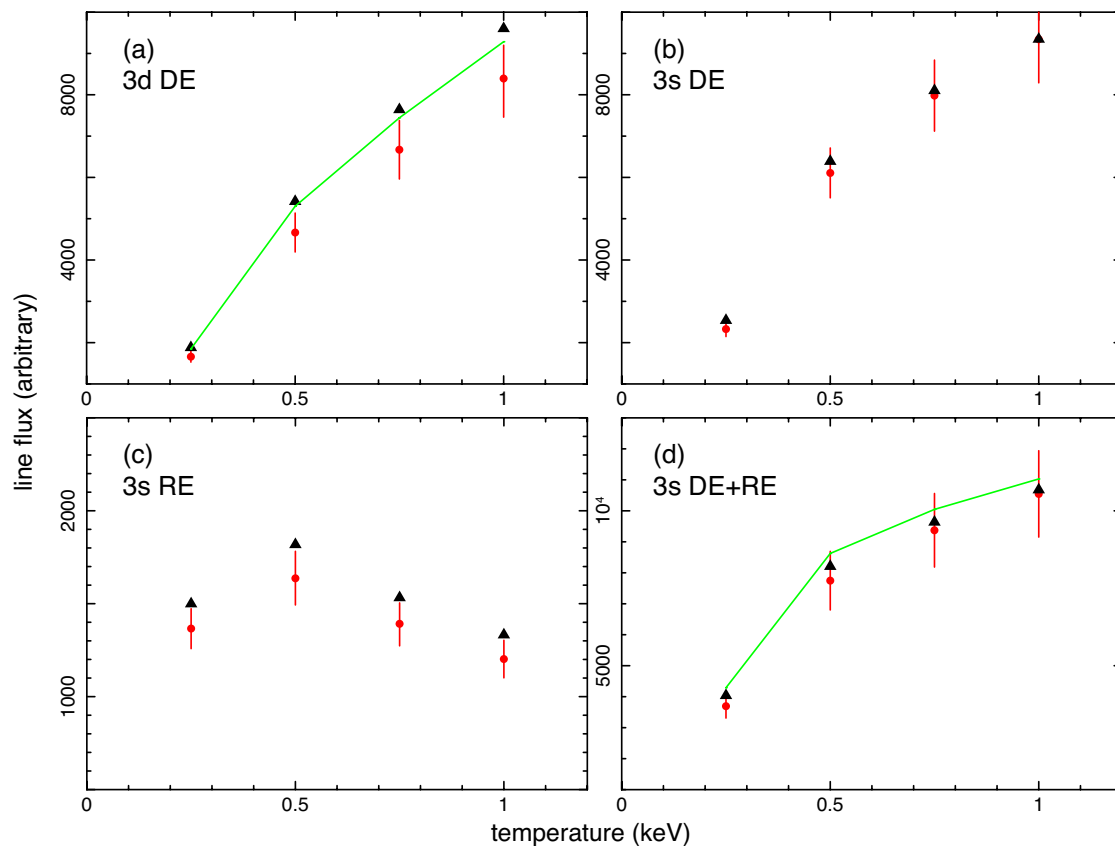 (a)
3d DE
8000
4000
0
0.5
1
(b)
3s DE
8000
4000
0
0.5
1
line flux (arbitrary)
(c)
3s RE
2000
1000
0
0.5
1
(d)
3s DE+RE
10⁴
5000
0
0.5
1
temperature (keV)